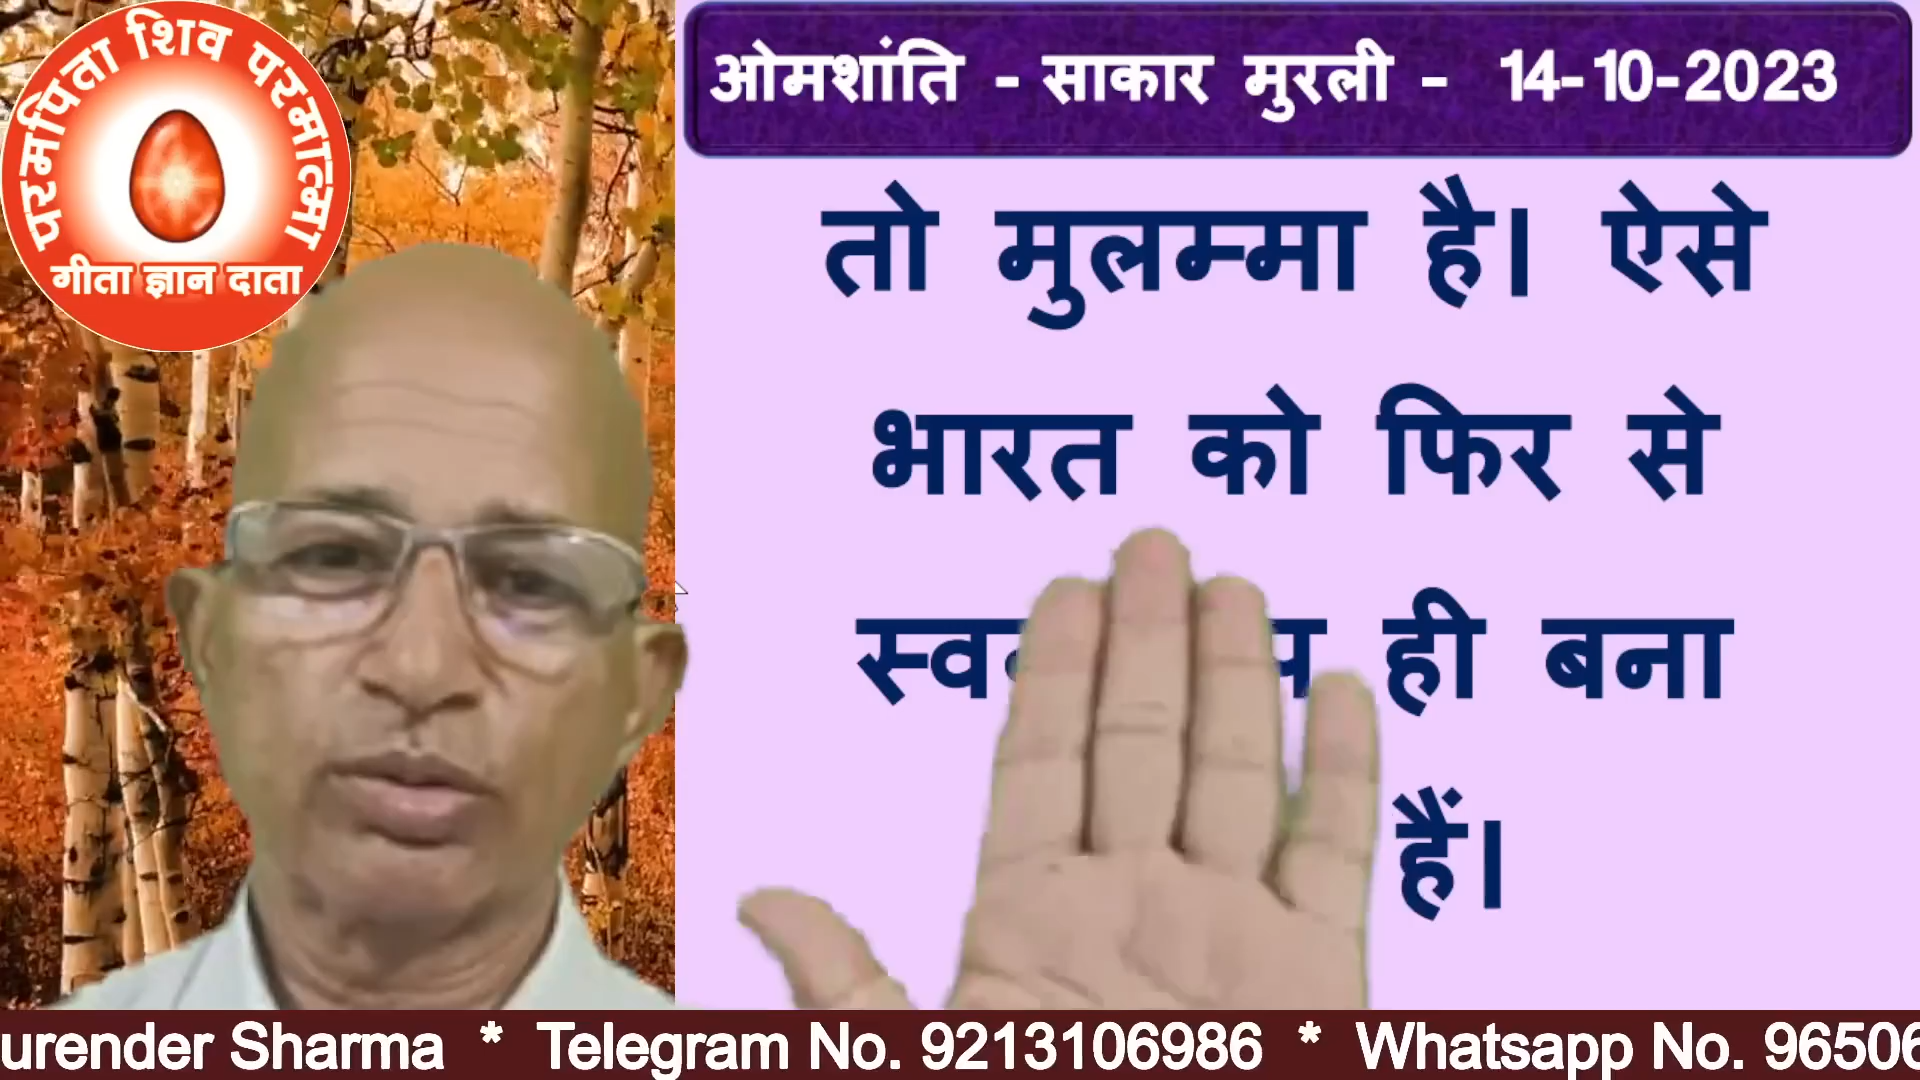 परमपिता शिव परमात्मा
गीता ज्ञान दाता
ओमशांति - साकार मुरली - 14-10-2023
तो मुलम्मा है। ऐसे
भारत को फिर से
ही बना
हैं।
urender Sharma * Telegram No. 9213106986 * Whatsapp No. 96506